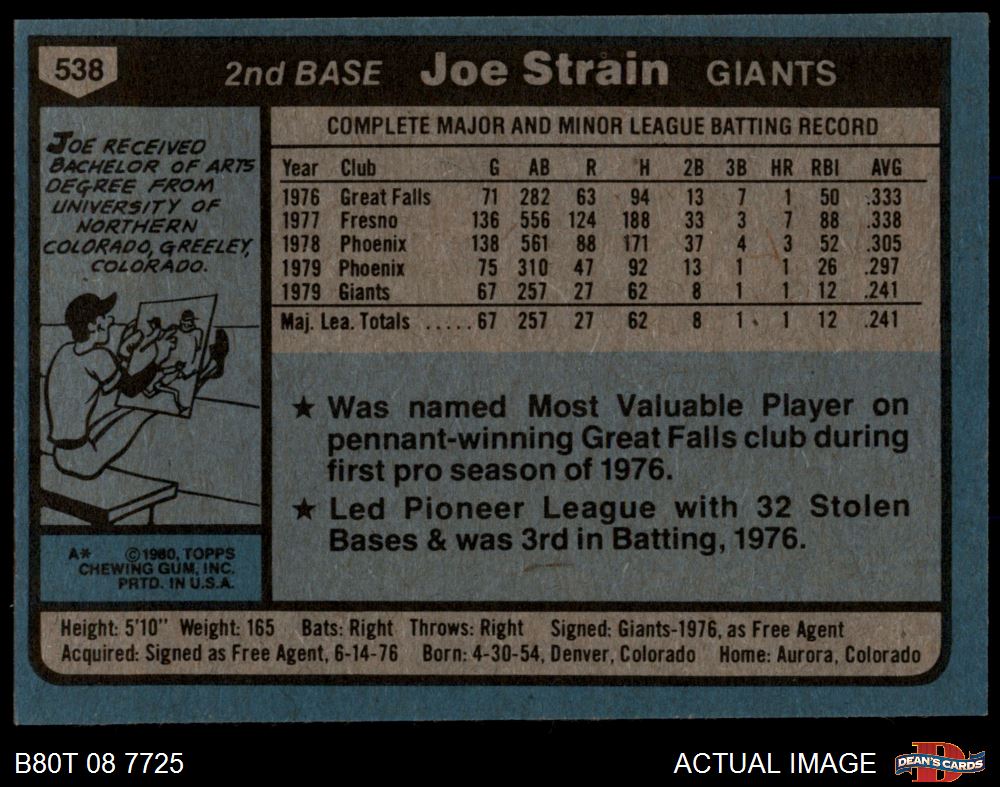 538 2nd BASE Joe Strain GIANTS
JOE RECEIVED
BACHELOR OF ARTS
DEGREE FROM
UNIVERSITY OF
NORTHERN
COLORADO, GREELEY,
COLORADO.
COMPLETE MAJOR AND MINOR LEAGUE BATTING RECORD
Year Club G AB R H 2B 3B HR RBI AVG
1976 Great Falls 71 282 63 94 13 7 1 50 .333
1977 Fresno 136 556 124 188 33 3 7 88 .338
1978 Phoenix 138 561 88 171 37 4 3 52 .305
1979 Phoenix 75 310 47 92 13 1 1 26 .297
1979 Giants 67 257 27 62 8 1 1 12 .241
Maj. Lea. Totals ..... 67 257 27 62 8 1 1 12 .241
★ Was named Most Valuable Player on
pennant-winning Great Falls club during
first pro season of 1976.
★ Led Pioneer League with 32 Stolen
Bases & was 3rd in Batting, 1976.
A* ©1980, TOPPS
CHEWING GUM, INC.
PRTD. IN U.S.A.
Height: 5'10" Weight: 165 Bats: Right Throws: Right Signed: Giants-1976, as Free Agent
Acquired: Signed as Free Agent, 6-14-76 Born: 4-30-54, Denver, Colorado Home: Aurora, Colorado
B80T 08 7725 ACTUAL IMAGE DEAN'S CARDS